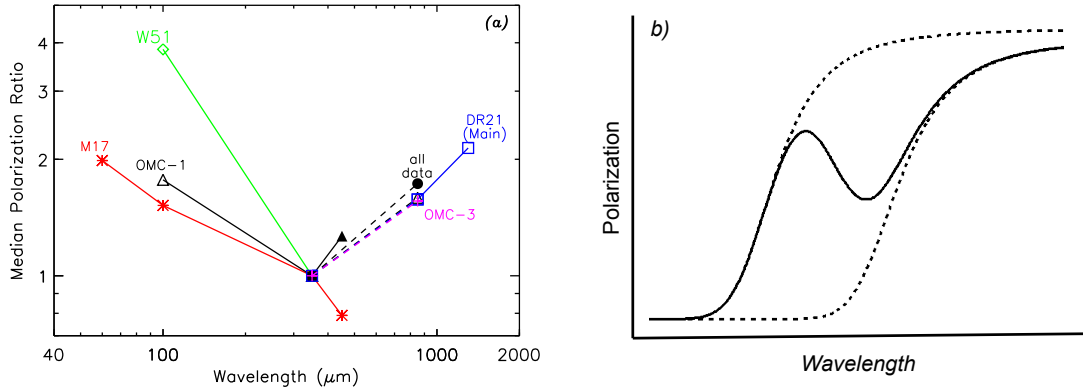 (a)
W51
M17
OMC-1
all
data
DR21
(Main)
OMC-3
Median Polarization Ratio
4
3
2
1
40
100
1000
2000
Wavelength (μm)
b)
Polarization
Wavelength